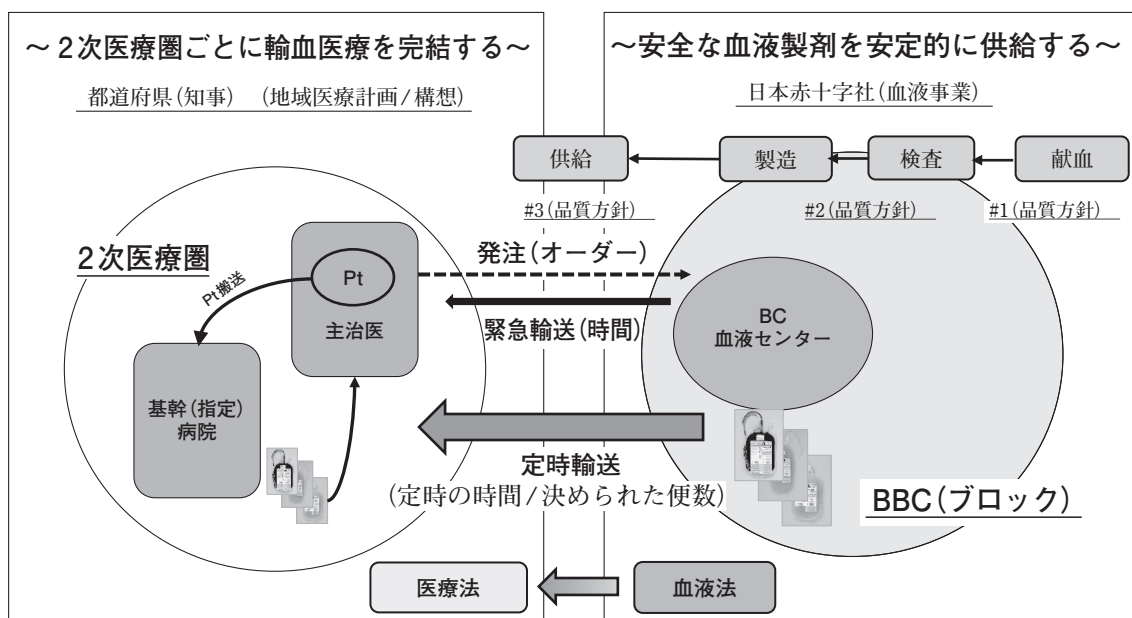 ～２次医療圏ごとに輸血医療を完結する～
都道府県(知事)　(地域医療計画/構想)
～安全な血液製剤を安定的に供給する～
日本赤十字社(血液事業)
供給
製造
検査
献血
#3(品質方針)
#2(品質方針)
#1(品質方針)
２次医療圏
Pt搬送
Pt
主治医
基幹(指定)
病院
発注(オーダー)
緊急輸送(時間)
定時輸送
(定時の時間/決められた便数)
BC
血液センター
BBC(ブロック)
医療法
血液法